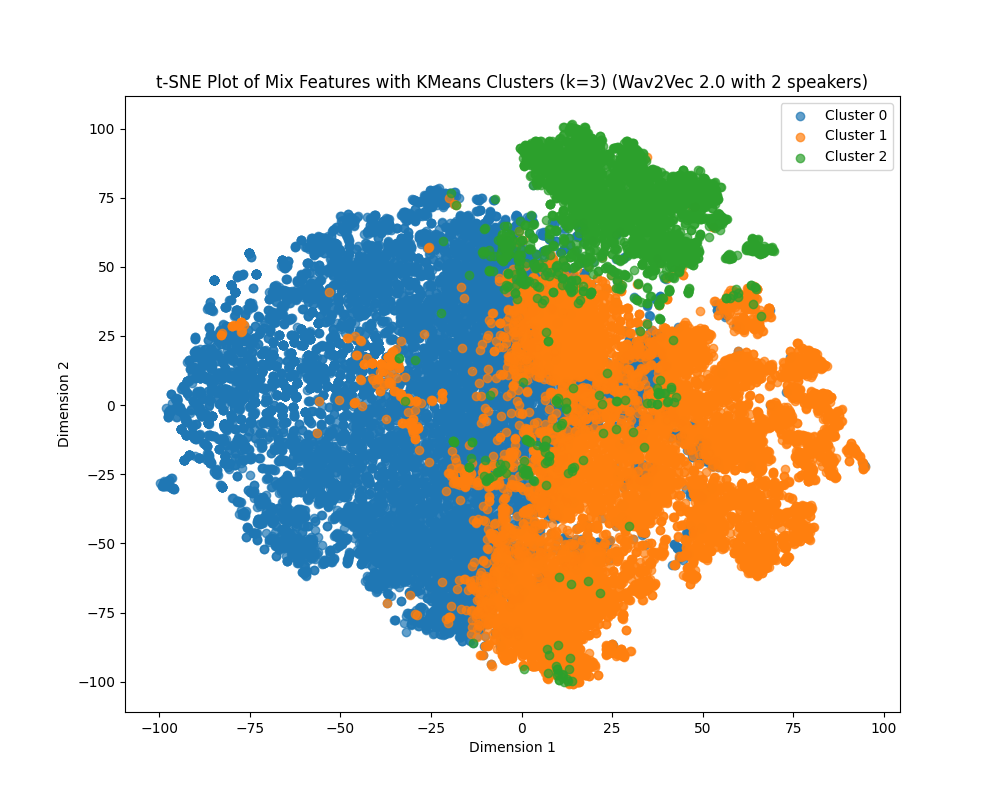 t-SNE Plot of Mix Features with KMeans Clusters (k=3) (Wav2Vec 2.0 with 2 speakers)
Cluster 0
Cluster 1
Cluster 2
100
75
50
25
0
−25
−50
−75
−100
Dimension 2
−100 −75 −50 −25 0 25 50 75 100
Dimension 1